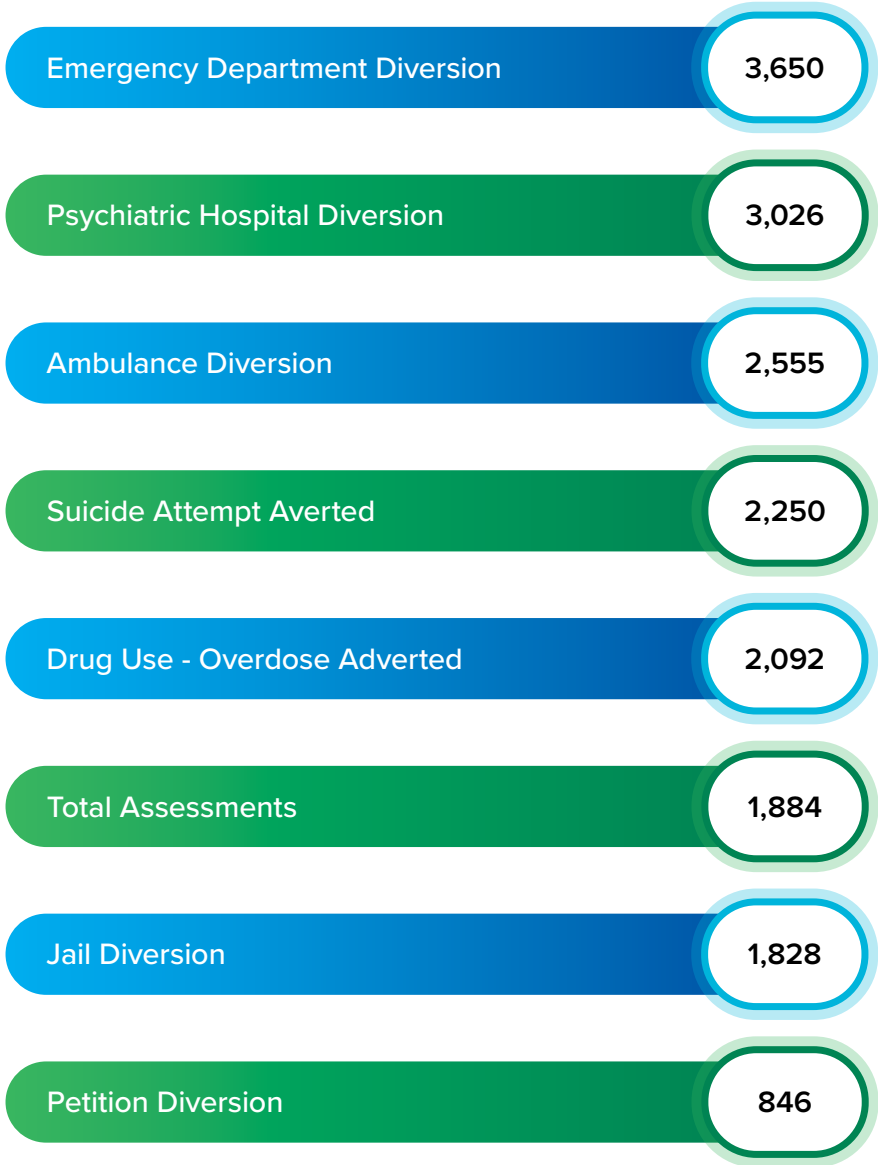 Emergency Department Diversion 3,650
Psychiatric Hospital Diversion 3,026
Ambulance Diversion 2,555
Suicide Attempt Averted 2,250
Drug Use - Overdose Adverted 2,092
Total Assessments 1,884
Jail Diversion 1,828
Petition Diversion 846